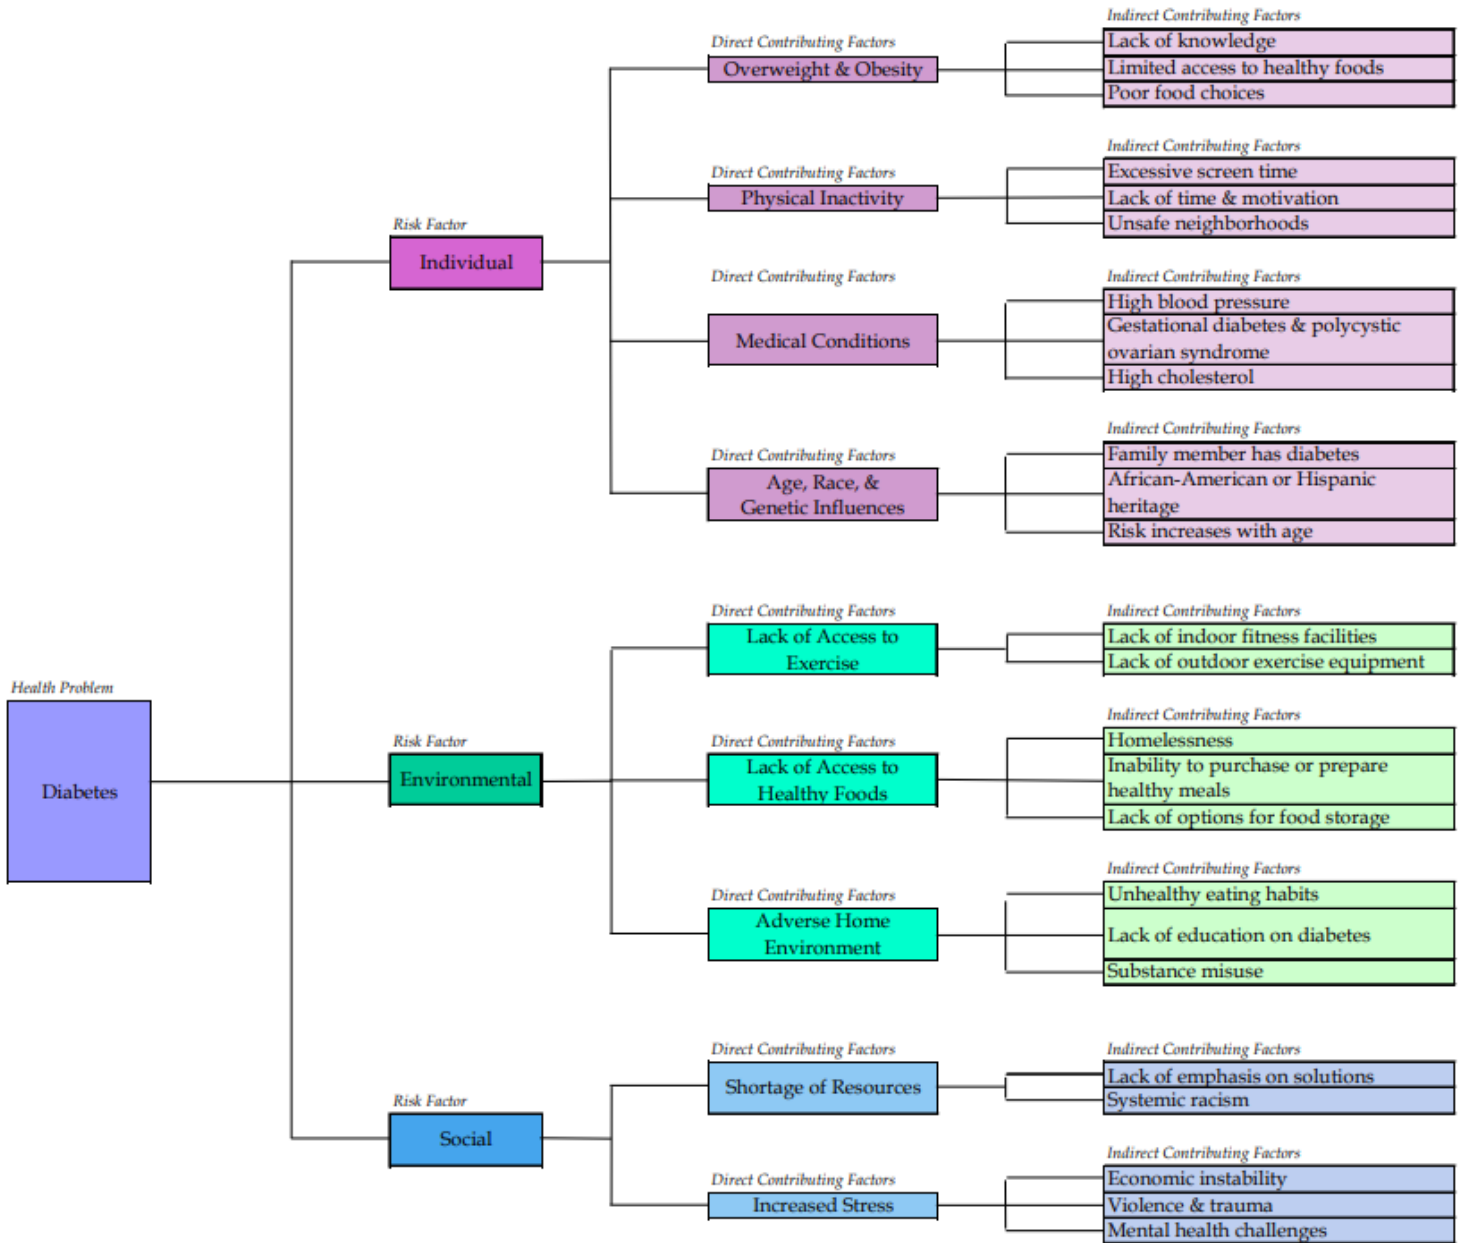 Health Problem
Diabetes
Risk Factor
Individual
Direct Contributing Factors
Overweight & Obesity
Indirect Contributing Factors
Lack of knowledge
Limited access to healthy foods
Poor food choices
Direct Contributing Factors
Physical Inactivity
Indirect Contributing Factors
Excessive screen time
Lack of time & motivation
Unsafe neighborhoods
Direct Contributing Factors
Medical Conditions
Indirect Contributing Factors
High blood pressure
Gestational diabetes & polycystic
ovarian syndrome
High cholesterol
Direct Contributing Factors
Age, Race, &
Genetic Influences
Indirect Contributing Factors
Family member has diabetes
African-American or Hispanic
heritage
Risk increases with age
Risk Factor
Environmental
Direct Contributing Factors
Lack of Access to
Exercise
Indirect Contributing Factors
Lack of indoor fitness facilities
Lack of outdoor exercise equipment
Direct Contributing Factors
Lack of Access to
Healthy Foods
Indirect Contributing Factors
Homelessness
Inability to purchase or prepare
healthy meals
Lack of options for food storage
Direct Contributing Factors
Adverse Home
Environment
Indirect Contributing Factors
Unhealthy eating habits
Lack of education on diabetes
Substance misuse
Risk Factor
Social
Direct Contributing Factors
Shortage of Resources
Indirect Contributing Factors
Lack of emphasis on solutions
Systemic racism
Direct Contributing Factors
Increased Stress
Indirect Contributing Factors
Economic instability
Violence & trauma
Mental health challenges